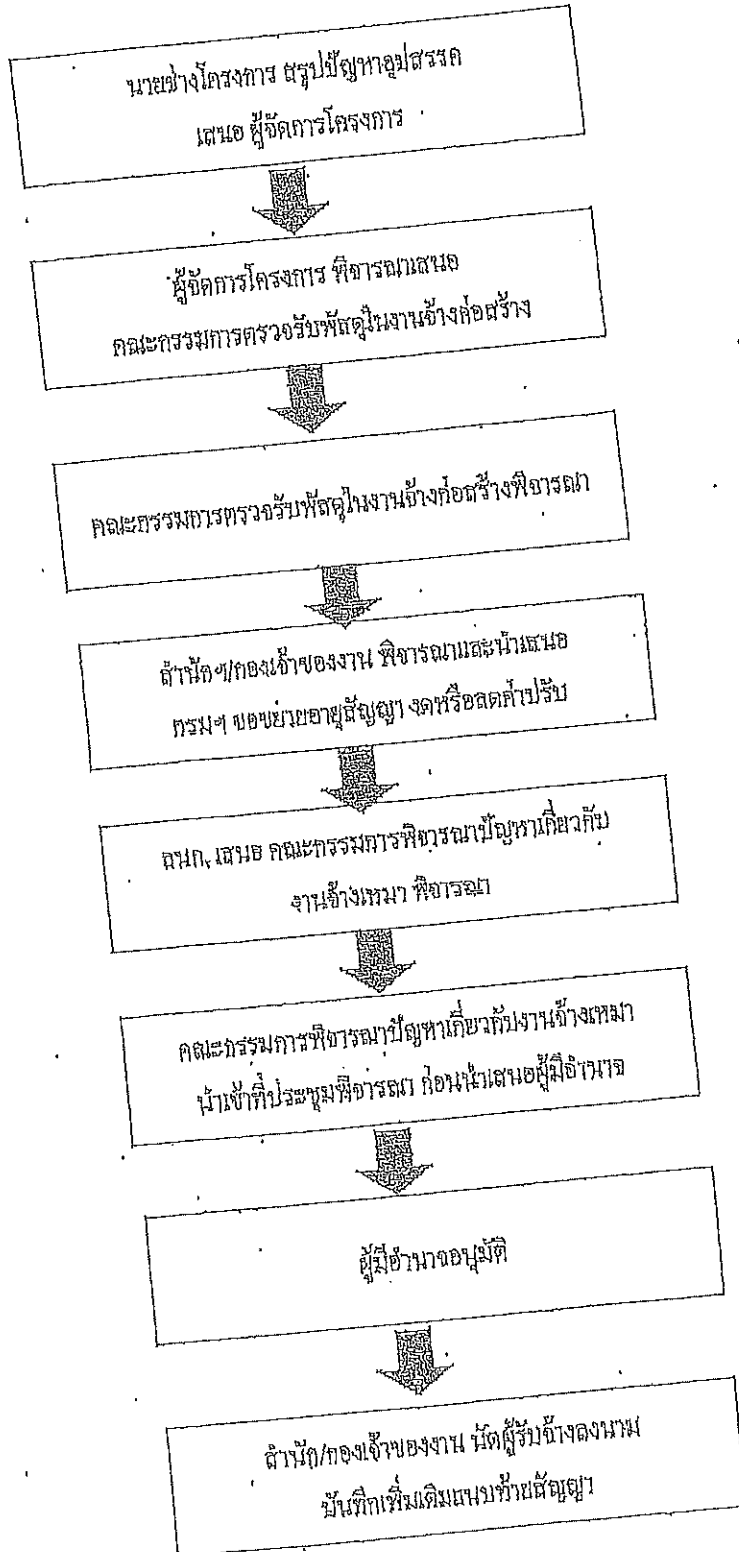 นายช่างโครงการ สรุปปัญหาอุปสรรค
เสนอ ผู้จัดการโครงการ
ผู้จัดการโครงการ พิจารณาเสนอ
คณะกรรมการตรวจรับพัสดุในงานจ้างก่อสร้าง
คณะกรรมการตรวจรับพัสดุในงานจ้างก่อสร้างพิจารณา
สำนักฯ/กองเจ้าของงาน พิจารณาและนำเสนอ
กรมฯ ขอขยายอายุสัญญา งดหรือลดค่าปรับ
เสนอ คณะกรรมการพิจารณาปัญหาเกี่ยวกับ
งานจ้างเหมา พิจารณา
คณะกรรมการพิจารณาปัญหาเกี่ยวกับงานจ้างเหมา
นำเข้าที่ประชุมพิจารณา ก่อนนำเสนอผู้มีอำนาจ
ผู้มีอำนาจอนุมัติ
สำนัก/กองเจ้าของงาน นัดผู้รับจ้างลงนาม
บันทึกเพิ่มเติมแนบท้ายสัญญา